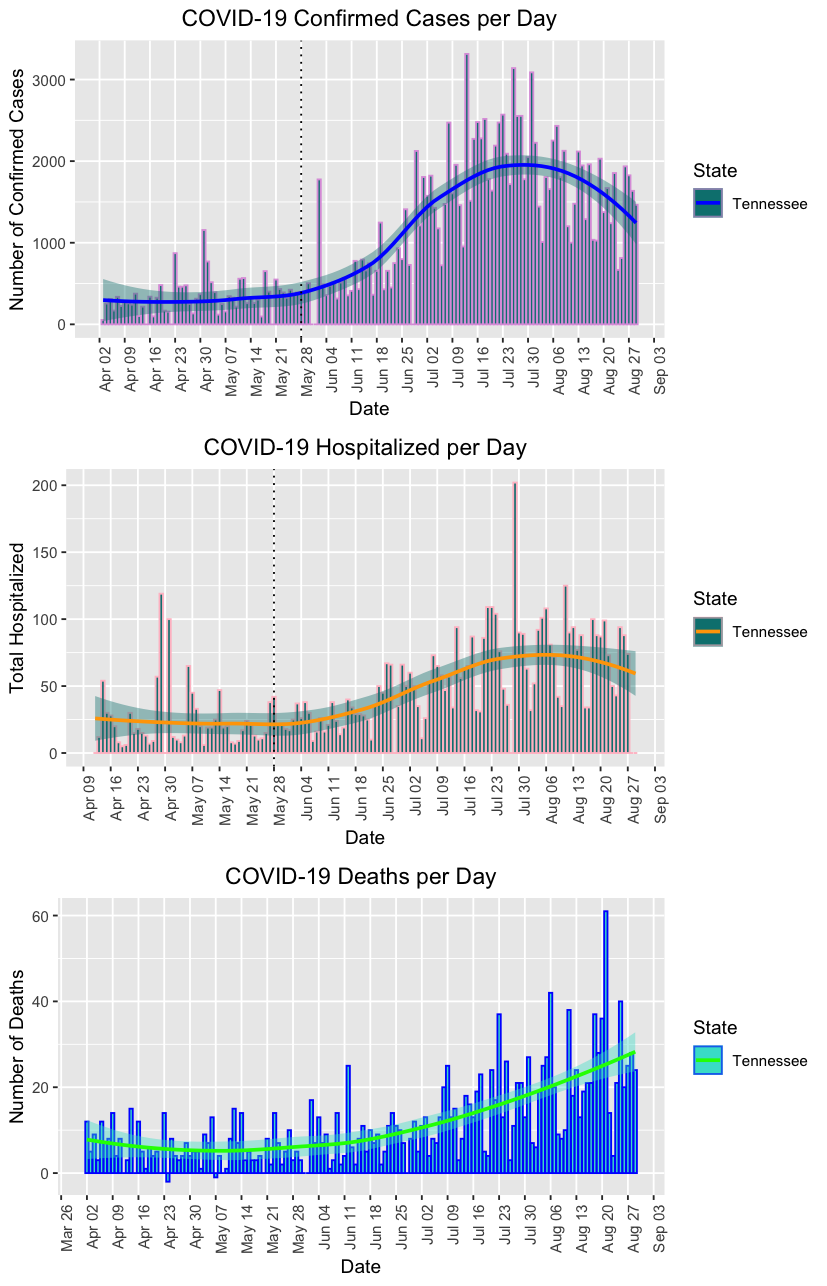 COVID-19 Confirmed Cases per Day
Number of Confirmed Cases
3000
2000
1000
0
Apr 02
Apr 09
Apr 16
Apr 23
Apr 30
May 07
May 14
May 21
May 28
Jun 04
Jun 11
Jun 18
Jun 25
Jul 02
Jul 09
Jul 16
Jul 23
Jul 30
Aug 06
Aug 13
Aug 20
Aug 27
Sep 03
Date
State
Tennessee
COVID-19 Hospitalized per Day
Total Hospitalized
200
150
100
50
0
Apr 09
Apr 16
Apr 23
Apr 30
May 07
May 14
May 21
May 28
Jun 04
Jun 11
Jun 18
Jun 25
Jul 02
Jul 09
Jul 16
Jul 23
Jul 30
Aug 06
Aug 13
Aug 20
Aug 27
Sep 03
Date
State
Tennessee
COVID-19 Deaths per Day
Number of Deaths
60
40
20
0
Mar 26
Apr 02
Apr 09
Apr 16
Apr 23
Apr 30
May 07
May 14
May 21
May 28
Jun 04
Jun 11
Jun 18
Jun 25
Jul 02
Jul 09
Jul 16
Jul 23
Jul 30
Aug 06
Aug 13
Aug 20
Aug 27
Sep 03
Date
State
Tennessee